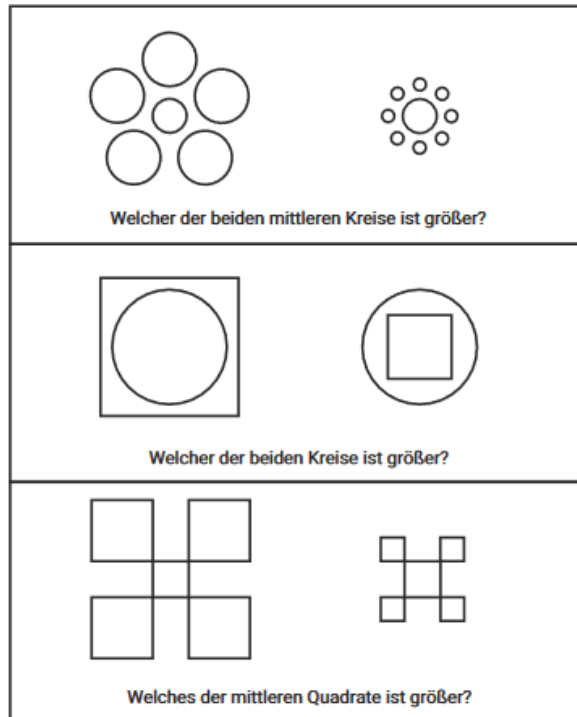 Welcher der beiden mittleren Kreise ist größer?
Welcher der beiden Kreise ist größer?
Welches der mittleren Quadrate ist größer?